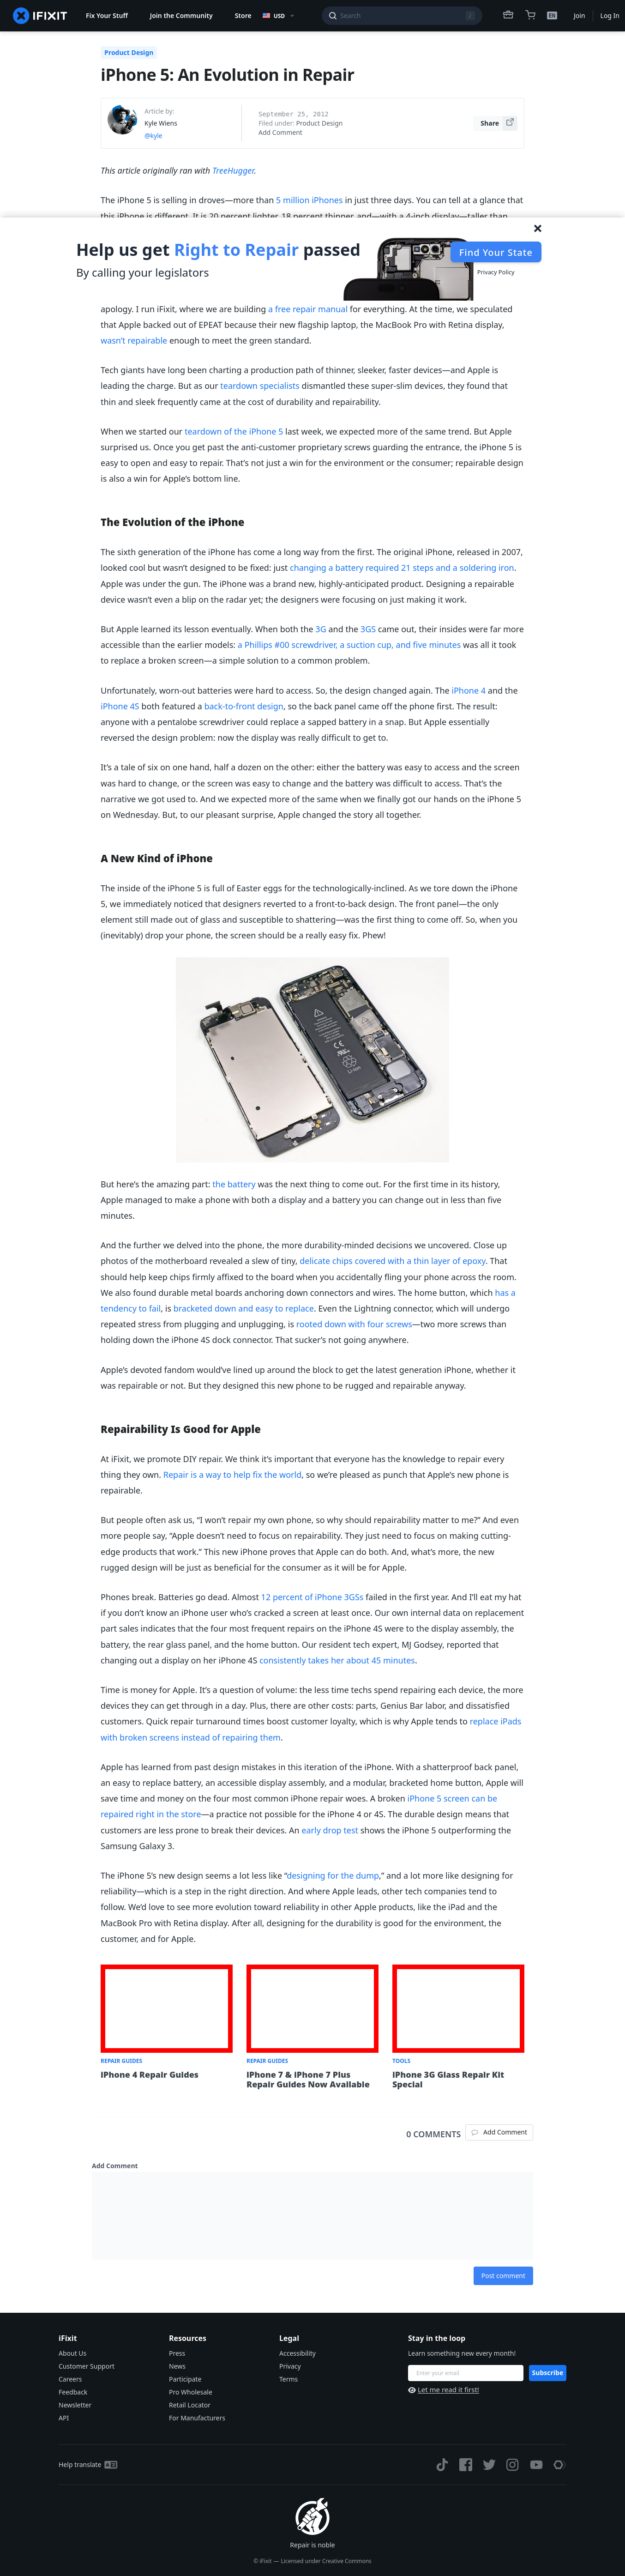 IFIXIT
Fix Your Stuff
Join the Community
Store
USD
Search
/
EN
Join
Log In
Product Design
iPhone 5: An Evolution in Repair
Article by:
Kyle Wiens
@kyle
September 25, 2012
Filed under: Product Design
Add Comment
Share
This article originally ran with TreeHugger.
The iPhone 5 is selling in droves—more than 5 million iPhones in just three days. You can tell at a glance that
this iPhone is different. It is 20 percent lighter, 18 percent thinner, and—with a 4-inch display—taller than
Help us get Right to Repair passed
By calling your legislators
Find Your State
Privacy Policy
apology. I run iFixit, where we are building a free repair manual for everything. At the time, we speculated
that Apple backed out of EPEAT because their new flagship laptop, the MacBook Pro with Retina display,
wasn't repairable enough to meet the green standard.
Tech giants have long been charting a production path of thinner, sleeker, faster devices—and Apple is
leading the charge. But as our teardown specialists dismantled these super-slim devices, they found that
thin and sleek frequently came at the cost of durability and repairability.
When we started our teardown of the iPhone 5 last week, we expected more of the same trend. But Apple
surprised us. Once you get past the anti-customer proprietary screws guarding the entrance, the iPhone 5 is
easy to open and easy to repair. That's not just a win for the environment or the consumer; repairable design
is also a win for Apple's bottom line.
The Evolution of the iPhone
The sixth generation of the iPhone has come a long way from the first. The original iPhone, released in 2007,
looked cool but wasn't designed to be fixed: just changing a battery required 21 steps and a soldering iron.
Apple was under the gun. The iPhone was a brand new, highly-anticipated product. Designing a repairable
device wasn't even a blip on the radar yet; the designers were focusing on just making it work.
But Apple learned its lesson eventually. When both the 3G and the 3GS came out, their insides were far more
accessible than the earlier models: a Phillips #00 screwdriver, a suction cup, and five minutes was all it took
to replace a broken screen—a simple solution to a common problem.
Unfortunately, worn-out batteries were hard to access. So, the design changed again. The iPhone 4 and the
iPhone 4S both featured a back-to-front design, so the back panel came off the phone first. The result:
anyone with a pentalobe screwdriver could replace a sapped battery in a snap. But Apple essentially
reversed the design problem: now the display was really difficult to get to.
It's a tale of six on one hand, half a dozen on the other: either the battery was easy to access and the screen
was hard to change, or the screen was easy to change and the battery was difficult to access. That's the
narrative we got used to. And we expected more of the same when we finally got our hands on the iPhone 5
on Wednesday. But, to our pleasant surprise, Apple changed the story all together.
A New Kind of iPhone
The inside of the iPhone 5 is full of Easter eggs for the technologically-inclined. As we tore down the iPhone
5, we immediately noticed that designers reverted to a front-to-back design. The front panel—the only
element still made out of glass and susceptible to shattering—was the first thing to come off. So, when you
(inevitably) drop your phone, the screen should be a really easy fix. Phew!
But here's the amazing part: the battery was the next thing to come out. For the first time in its history,
Apple managed to make a phone with both a display and a battery you can change out in less than five
minutes.
And the further we delved into the phone, the more durability-minded decisions we uncovered. Close up
photos of the motherboard revealed a slew of tiny, delicate chips covered with a thin layer of epoxy. That
should help keep chips firmly affixed to the board when you accidentally fling your phone across the room.
We also found durable metal boards anchoring down connectors and wires. The home button, which has a
tendency to fail, is bracketed down and easy to replace. Even the Lightning connector, which will undergo
repeated stress from plugging and unplugging, is rooted down with four screws—two more screws than
holding down the iPhone 4S dock connector. That sucker's not going anywhere.
Apple's devoted fandom would've lined up around the block to get the latest generation iPhone, whether it
was repairable or not. But they designed this new phone to be rugged and repairable anyway.
Repairability Is Good for Apple
At iFixit, we promote DIY repair. We think it's important that everyone has the knowledge to repair every
thing they own. Repair is a way to help fix the world, so we're pleased as punch that Apple's new phone is
repairable.
But people often ask us, "I won't repair my own phone, so why should repairability matter to me?" And even
more people say, "Apple doesn't need to focus on repairability. They just need to focus on making cutting-
edge products that work." This new iPhone proves that Apple can do both. And, what's more, the new
rugged design will be just as beneficial for the consumer as it will be for Apple.
Phones break. Batteries go dead. Almost 12 percent of iPhone 3GSs failed in the first year. And I'll eat my hat
if you don't know an iPhone user who's cracked a screen at least once. Our own internal data on replacement
part sales indicates that the four most frequent repairs on the iPhone 4S were to the display assembly, the
battery, the rear glass panel, and the home button. Our resident tech expert, MJ Godsey, reported that
changing out a display on her iPhone 4S consistently takes her about 45 minutes.
Time is money for Apple. It's a question of volume: the less time techs spend repairing each device, the more
devices they can get through in a day. Plus, there are other costs: parts, Genius Bar labor, and dissatisfied
customers. Quick repair turnaround times boost customer loyalty, which is why Apple tends to replace iPads
with broken screens instead of repairing them.
Apple has learned from past design mistakes in this iteration of the iPhone. With a shatterproof back panel,
an easy to replace battery, an accessible display assembly, and a modular, bracketed home button, Apple will
save time and money on the four most common iPhone repair woes. A broken iPhone 5 screen can be
repaired right in the store—a practice not possible for the iPhone 4 or 4S. The durable design means that
customers are less prone to break their devices. An early drop test shows the iPhone 5 outperforming the
Samsung Galaxy 3.
The iPhone 5's new design seems a lot less like "designing for the dump," and a lot more like designing for
reliability—which is a step in the right direction. And where Apple leads, other tech companies tend to
follow. We'd love to see more evolution toward reliability in other Apple products, like the iPad and the
MacBook Pro with Retina display. After all, designing for the durability is good for the environment, the
customer, and for Apple.
REPAIR GUIDES
iPhone 4 Repair Guides
REPAIR GUIDES
iPhone 7 & iPhone 7 Plus
Repair Guides Now Available
TOOLS
iPhone 3G Glass Repair Kit
Special
0 COMMENTS
Add Comment
Add Comment
Post comment
iFixit
About Us
Customer Support
Careers
Feedback
Newsletter
API
Resources
Press
News
Participate
Pro Wholesale
Retail Locator
For Manufacturers
Legal
Accessibility
Privacy
Terms
Stay in the loop
Learn something new every month!
Enter your email
Subscribe
Let me read it first!
Help translate
Repair is noble
© iFixit — Licensed under Creative Commons